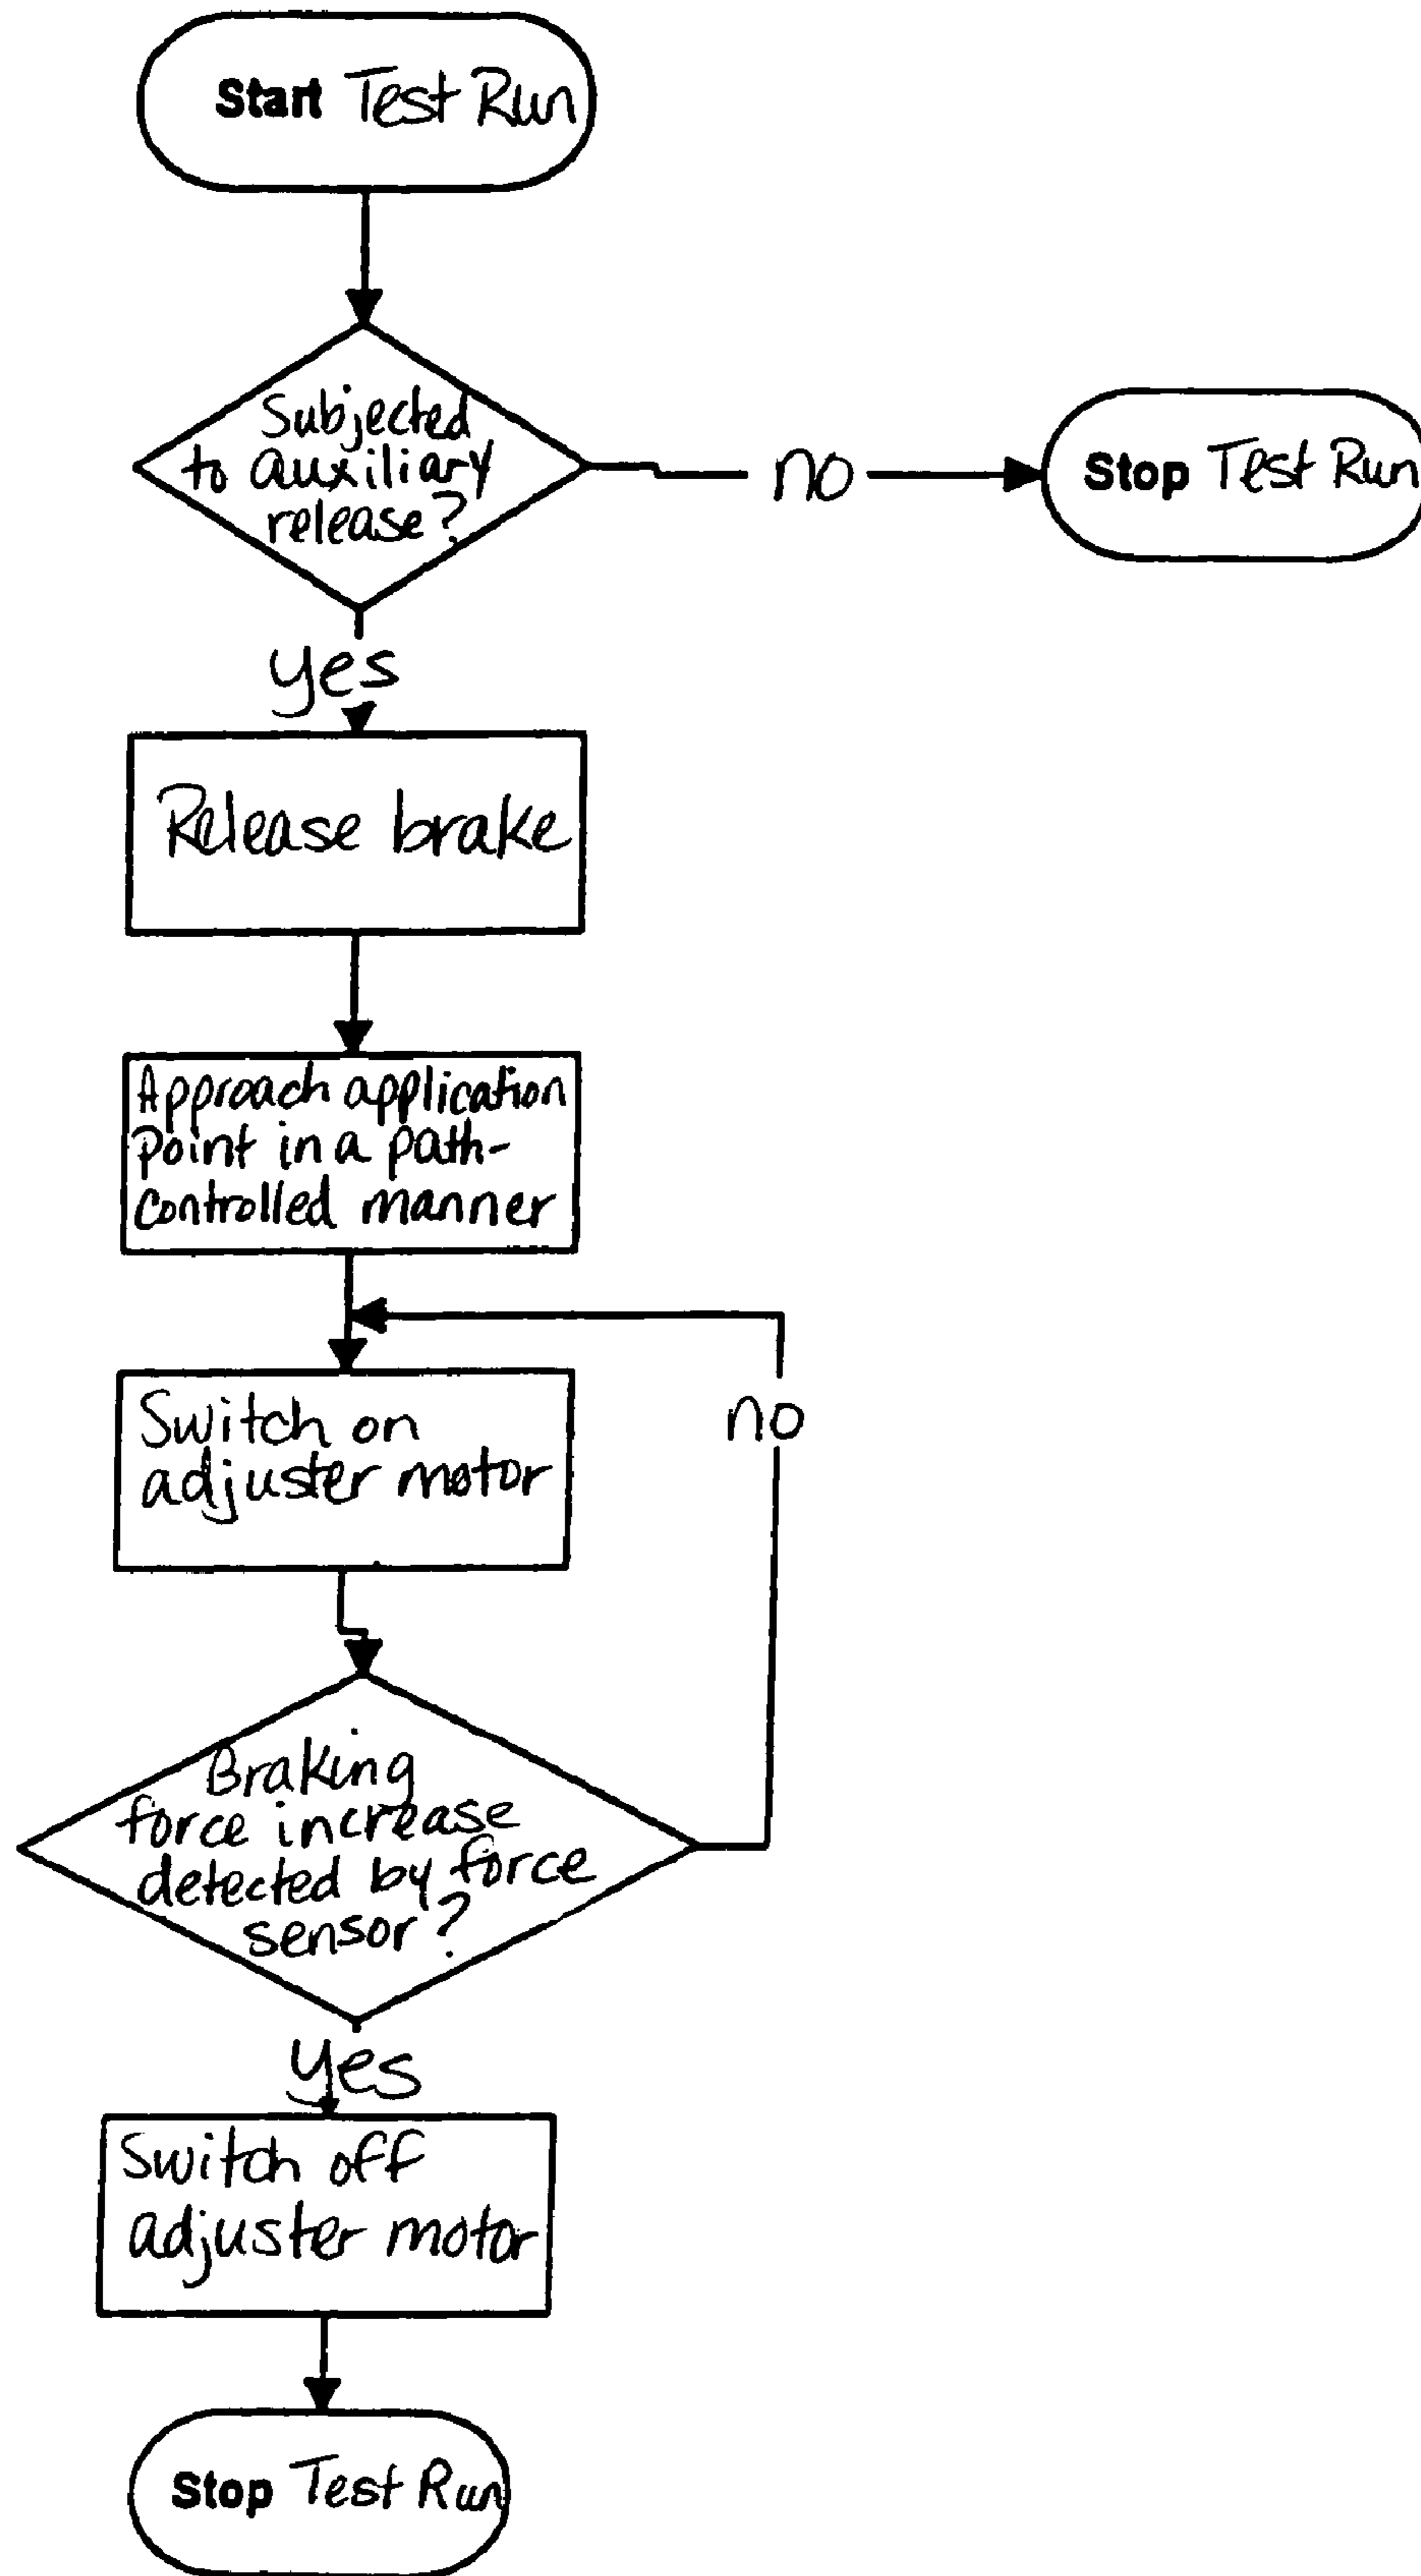 Start Test Run
Subjected
to auxiliary
release?
no
Stop Test Run
yes
Release brake
Approach application
point in a path-
controlled manner
no
Switch on
adjuster motor
Braking
force increase
detected by force
sensor?
yes
Switch off
adjuster motor
Stop Test Run